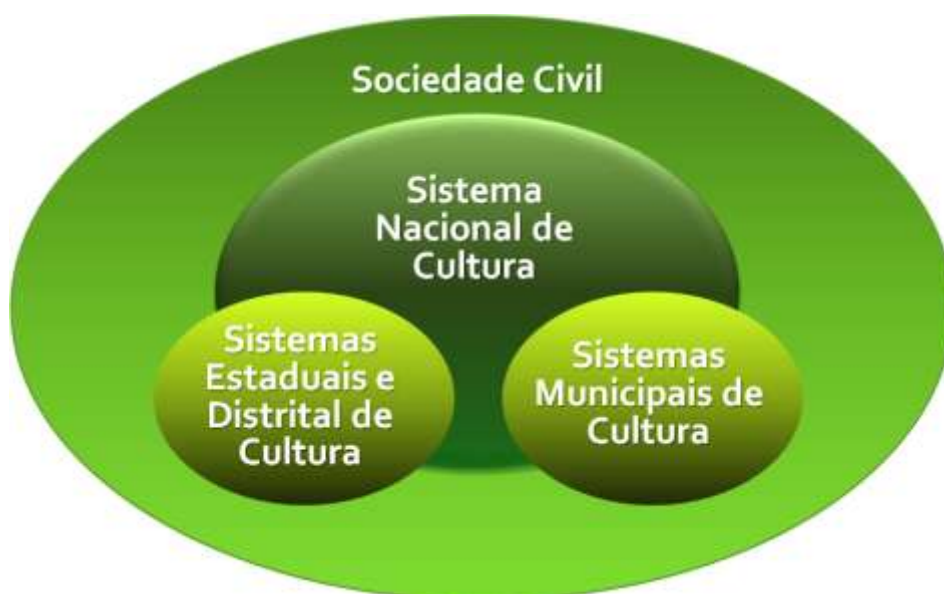 Sociedade Civil
Sistema
Nacional de
Cultura
Sistemas
Estaduais e
Distrital de
Cultura
Sistemas
Municipais de
Cultura